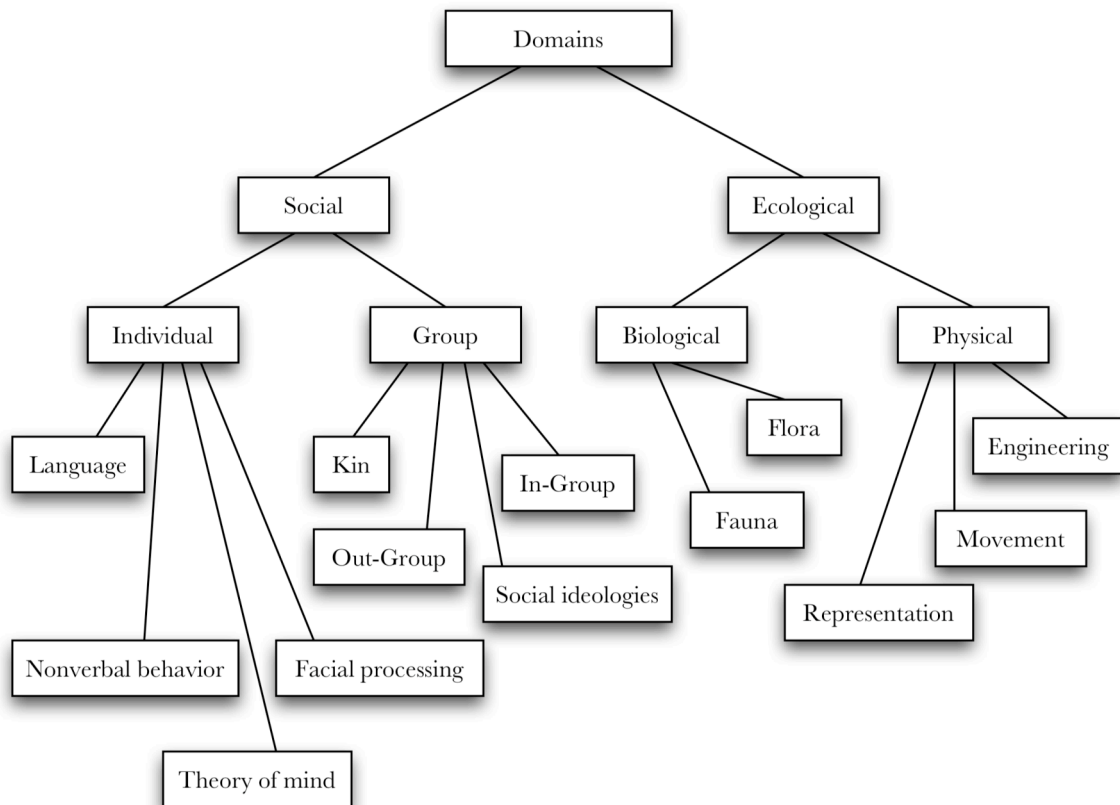 Domains
Social
Ecological
Individual
Group
Biological
Physical
Flora
Engineering
Language
Kin
In-Group
Fauna
Movement
Out-Group
Social ideologies
Representation
Nonverbal behavior
Facial processing
Theory of mind